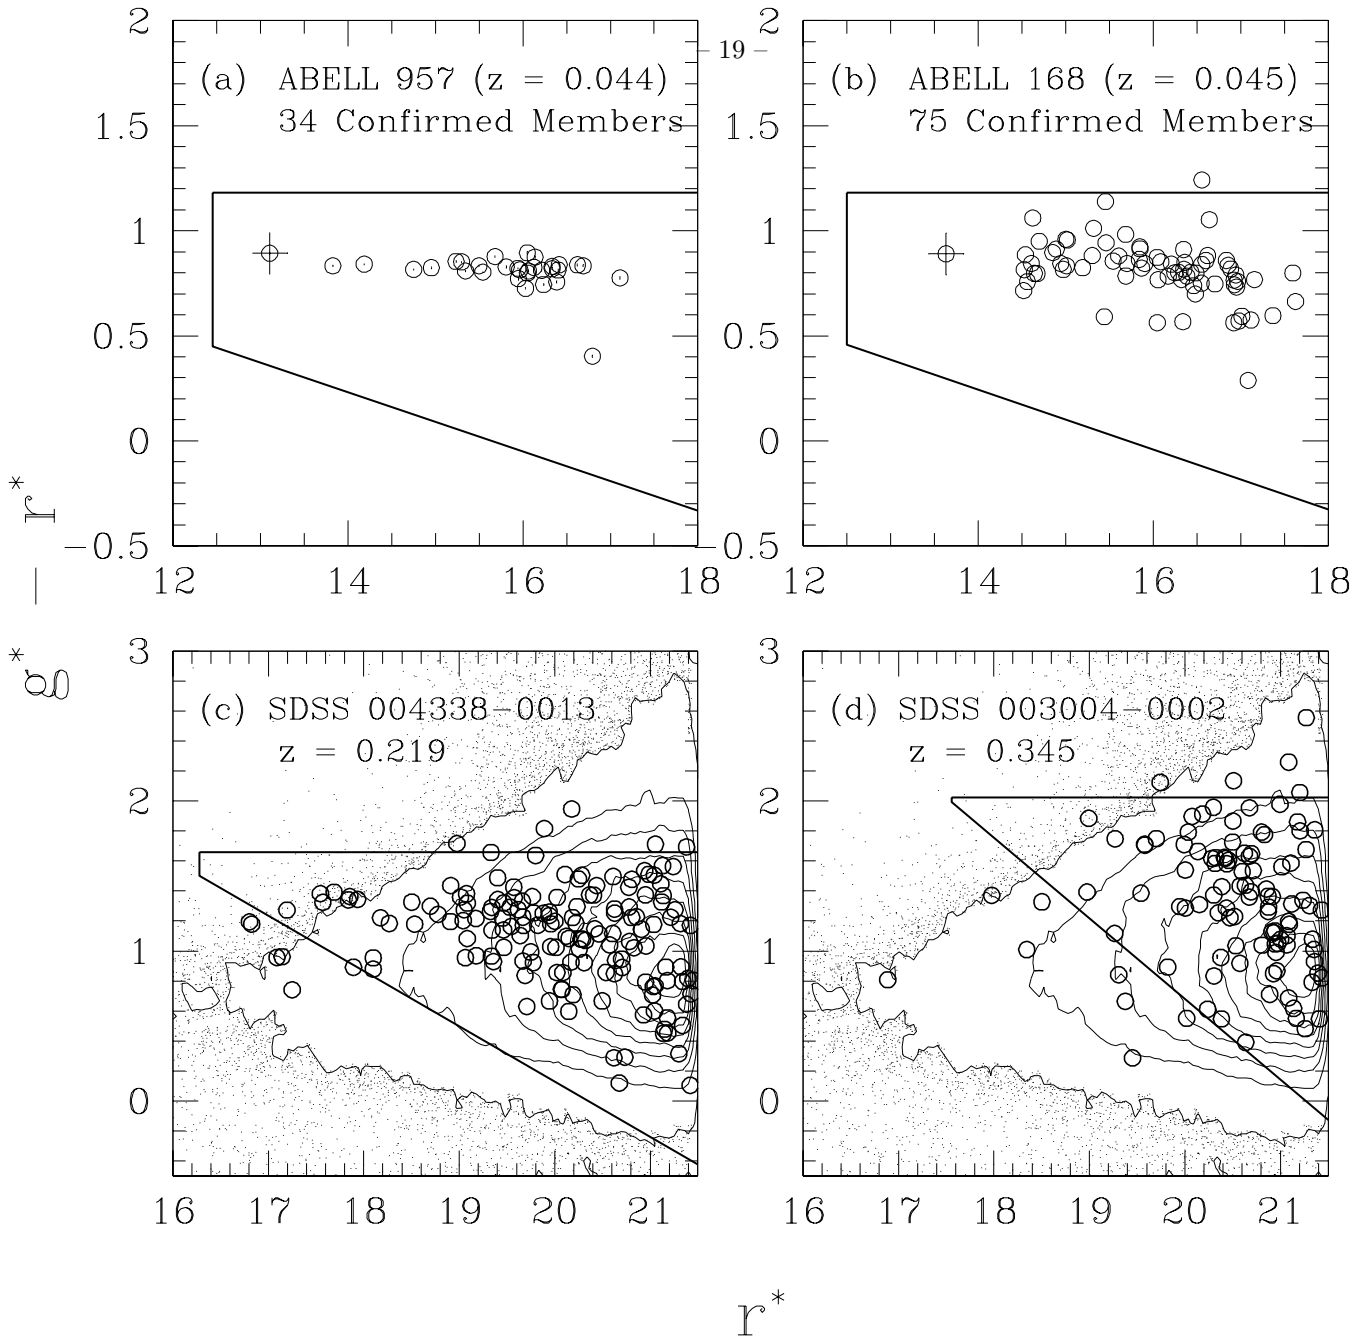 – 19 –
(a) ABELL 957 (z = 0.044)
34 Confirmed Members
2
1.5
1
0.5
0
−0.5
12 14 16 18
(b) ABELL 168 (z = 0.045)
75 Confirmed Members
2
1.5
1
0.5
0
−0.5
12 14 16 18
g* − r*
(c) SDSS 004338−0013
z = 0.219
3
2
1
0
16 17 18 19 20 21
(d) SDSS 003004−0002
z = 0.345
3
2
1
0
16 17 18 19 20 21
r*